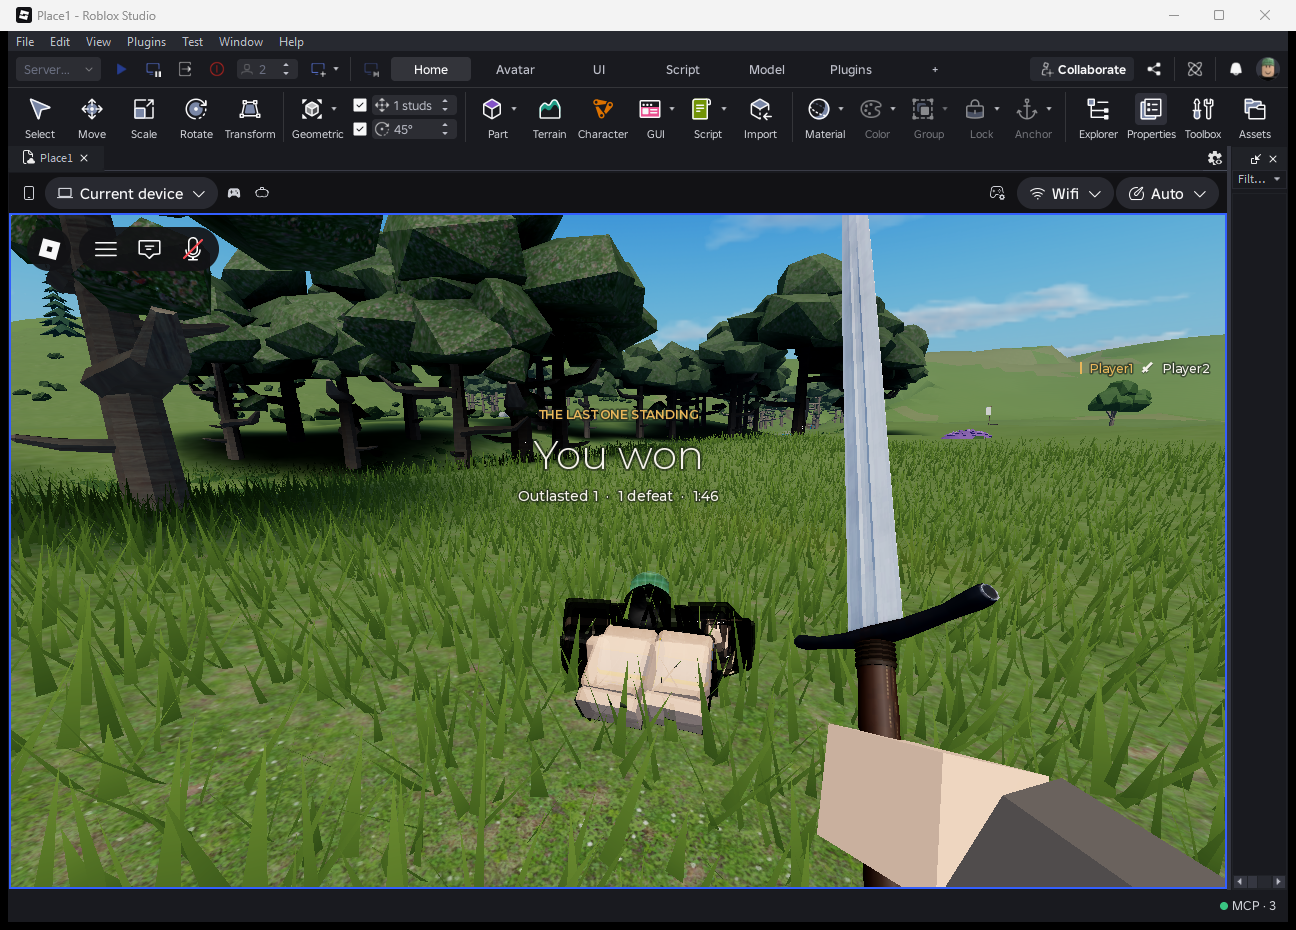 Place1 - Roblox Studio
File Edit View Plugins Test Window Help
Server... 2 Home Avatar UI Script Model Plugins + Collaborate
1 studs
45°
Select Move Scale Rotate Transform Geometric Part Terrain Character GUI Script Import Material Color Group Lock Anchor Explorer Properties Toolbox Assets
Place1
Filt...
Current device Wifi Auto
Player1 Player2
THE LAST ONE STANDING
You won
Outlasted 1 · 1 defeat · 1:46
MCP · 3